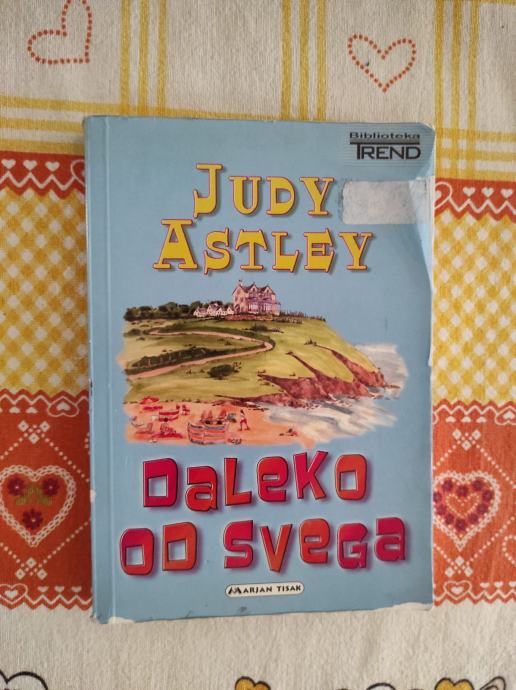 Biblioteka
TREND
JUDY
ASTLEY
DaLeKO
OD SVeGa
MARJAN TISAK